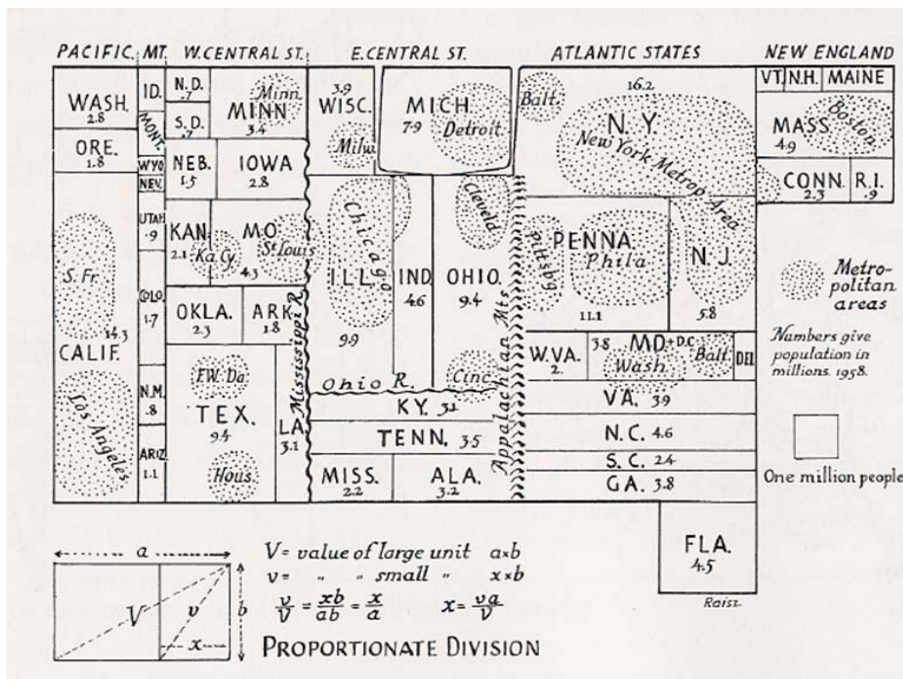 PACIFIC. MT. W.CENTRAL ST. E.CENTRAL ST. ATLANTIC STATES NEW ENGLAND
WASH.
2.8
ORE.
1.8
S. Fr.
14.3
CALIF.
Los Angeles
ID.
MONT.
WYO
NEV.
UTAH
.9
COLO.
1.7
N.M.
.8
ARIZ
1.1
N.D.
.7
S.D.
.7
Minn.
MINN
3.4
NEB.
1.5
IOWA
2.8
KAN
2.1
Ka Cy.
MO.
4.3
St Louis
OKLA.
2.3
ARK.
1.8
F.W. Da.
TEX.
9.4
Hous.
LA.
3.1
Mississippi R.
3.9
WISC.
Milw
MICH.
7.9
Detroit
Chicago
ILL.
9.9
IND
4.6
Cleveld
OHIO.
9.4
Cinc.
Ohio R.
KY. 3.1
TENN. 3.5
MISS.
2.2
ALA.
3.2
Appalachian Mts
Balt.
16.2
N.Y.
New York Metrop Area
Pittsbg
PENNA.
Phila
11.1
N.J.
5.8
W.VA.
2.
3.8
MD.+D.C
Wash.
Balt.
DEL
VA. 3.9
N.C. 4.6
S.C. 2.4
GA. 3.8
FLA.
4.5
Raisz
VT. N.H. MAINE
MASS.
4.9
Boston
CONN.
2.3
R.I.
.9
Metro-
politan
areas
Numbers give
population in
millions. 1958.
One million people
a
V
v
b
x
V= value of large unit a×b
v= „ „ small „ x×b
v/V = xb/ab = x/a x= va/V
PROPORTIONATE DIVISION